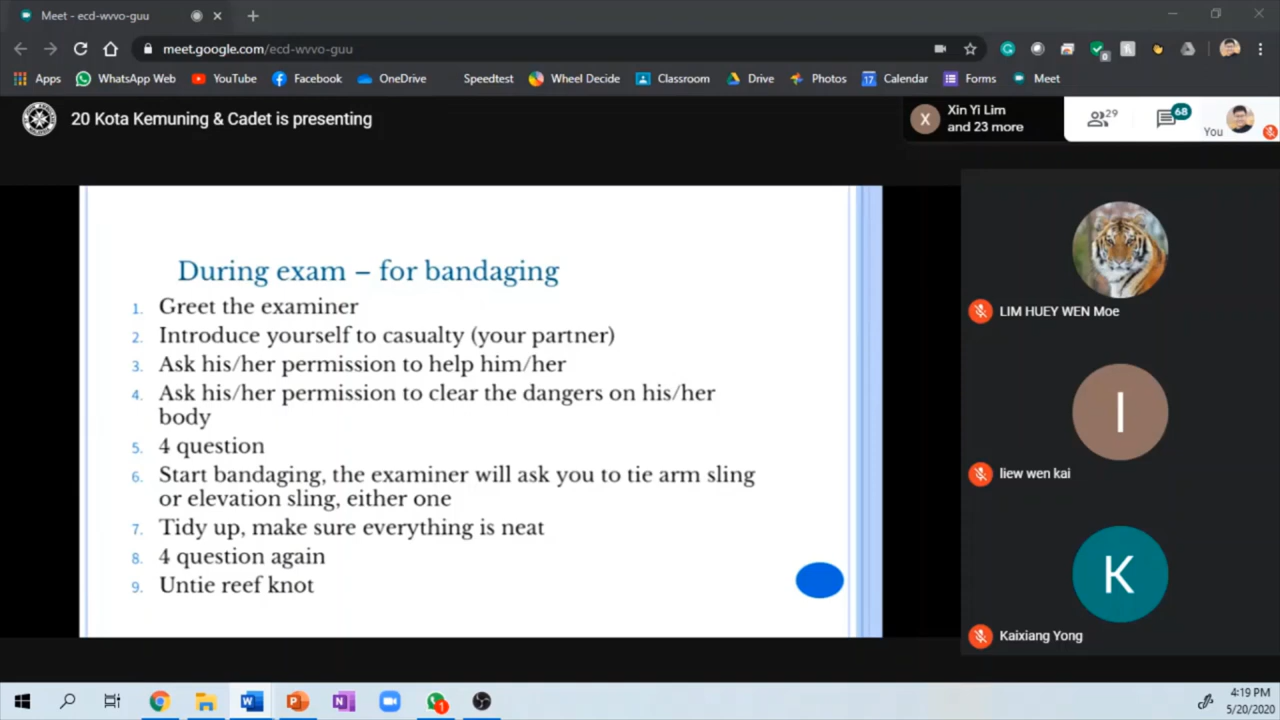 Meet - ecd-wvvo-guu
meet.google.com/ecd-wvvo-guu
0
Apps WhatsApp Web YouTube Facebook OneDrive Speedtest Wheel Decide Classroom Drive Photos 17 Calendar Forms Meet
20 Kota Kemuning & Cadet is presenting
X
Xin Yi Lim
and 23 more
29
68
You
During exam – for bandaging
1. Greet the examiner
2. Introduce yourself to casualty (your partner)
3. Ask his/her permission to help him/her
4. Ask his/her permission to clear the dangers on his/her
body
5. 4 question
6. Start bandaging, the examiner will ask you to tie arm sling
or elevation sling, either one
7. Tidy up, make sure everything is neat
8. 4 question again
9. Untie reef knot
LIM HUEY WEN Moe
I
liew wen kai
K
Kaixiang Yong
1
4:19 PM
5/20/2020